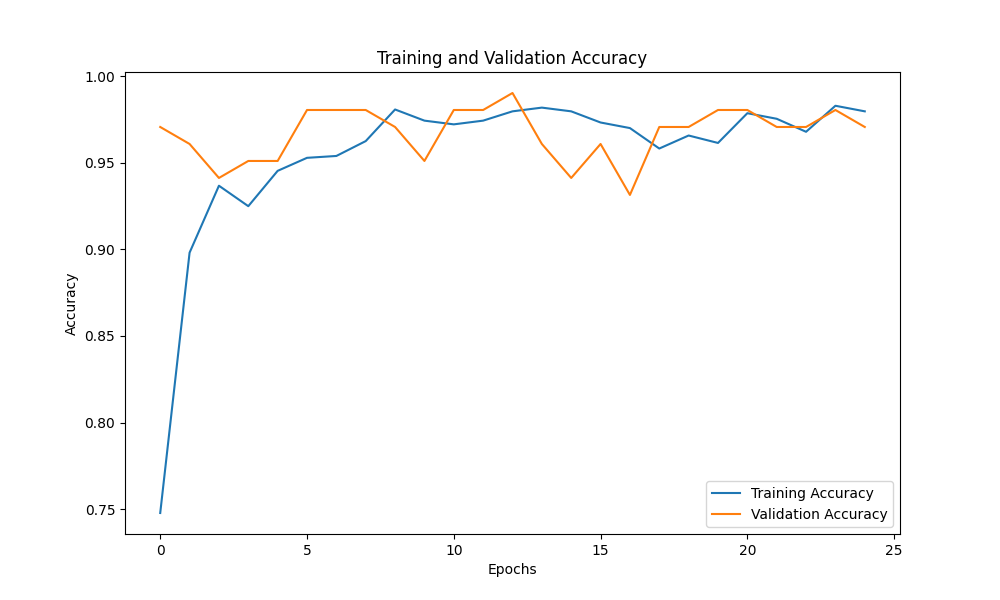 Training and Validation Accuracy
1.00
0.95
0.90
0.85
0.80
0.75
Accuracy
0
5
10
15
20
25
Epochs
Training Accuracy
Validation Accuracy